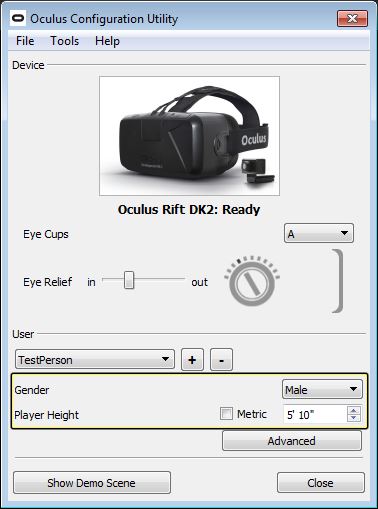 Oculus Configuration Utility
File Tools Help
Device
Oculus
Oculus Rift DK2: Ready
Eye Cups A
Eye Relief in out
User
TestPerson + -
Gender Male
Player Height Metric 5' 10"
Advanced
Show Demo Scene Close